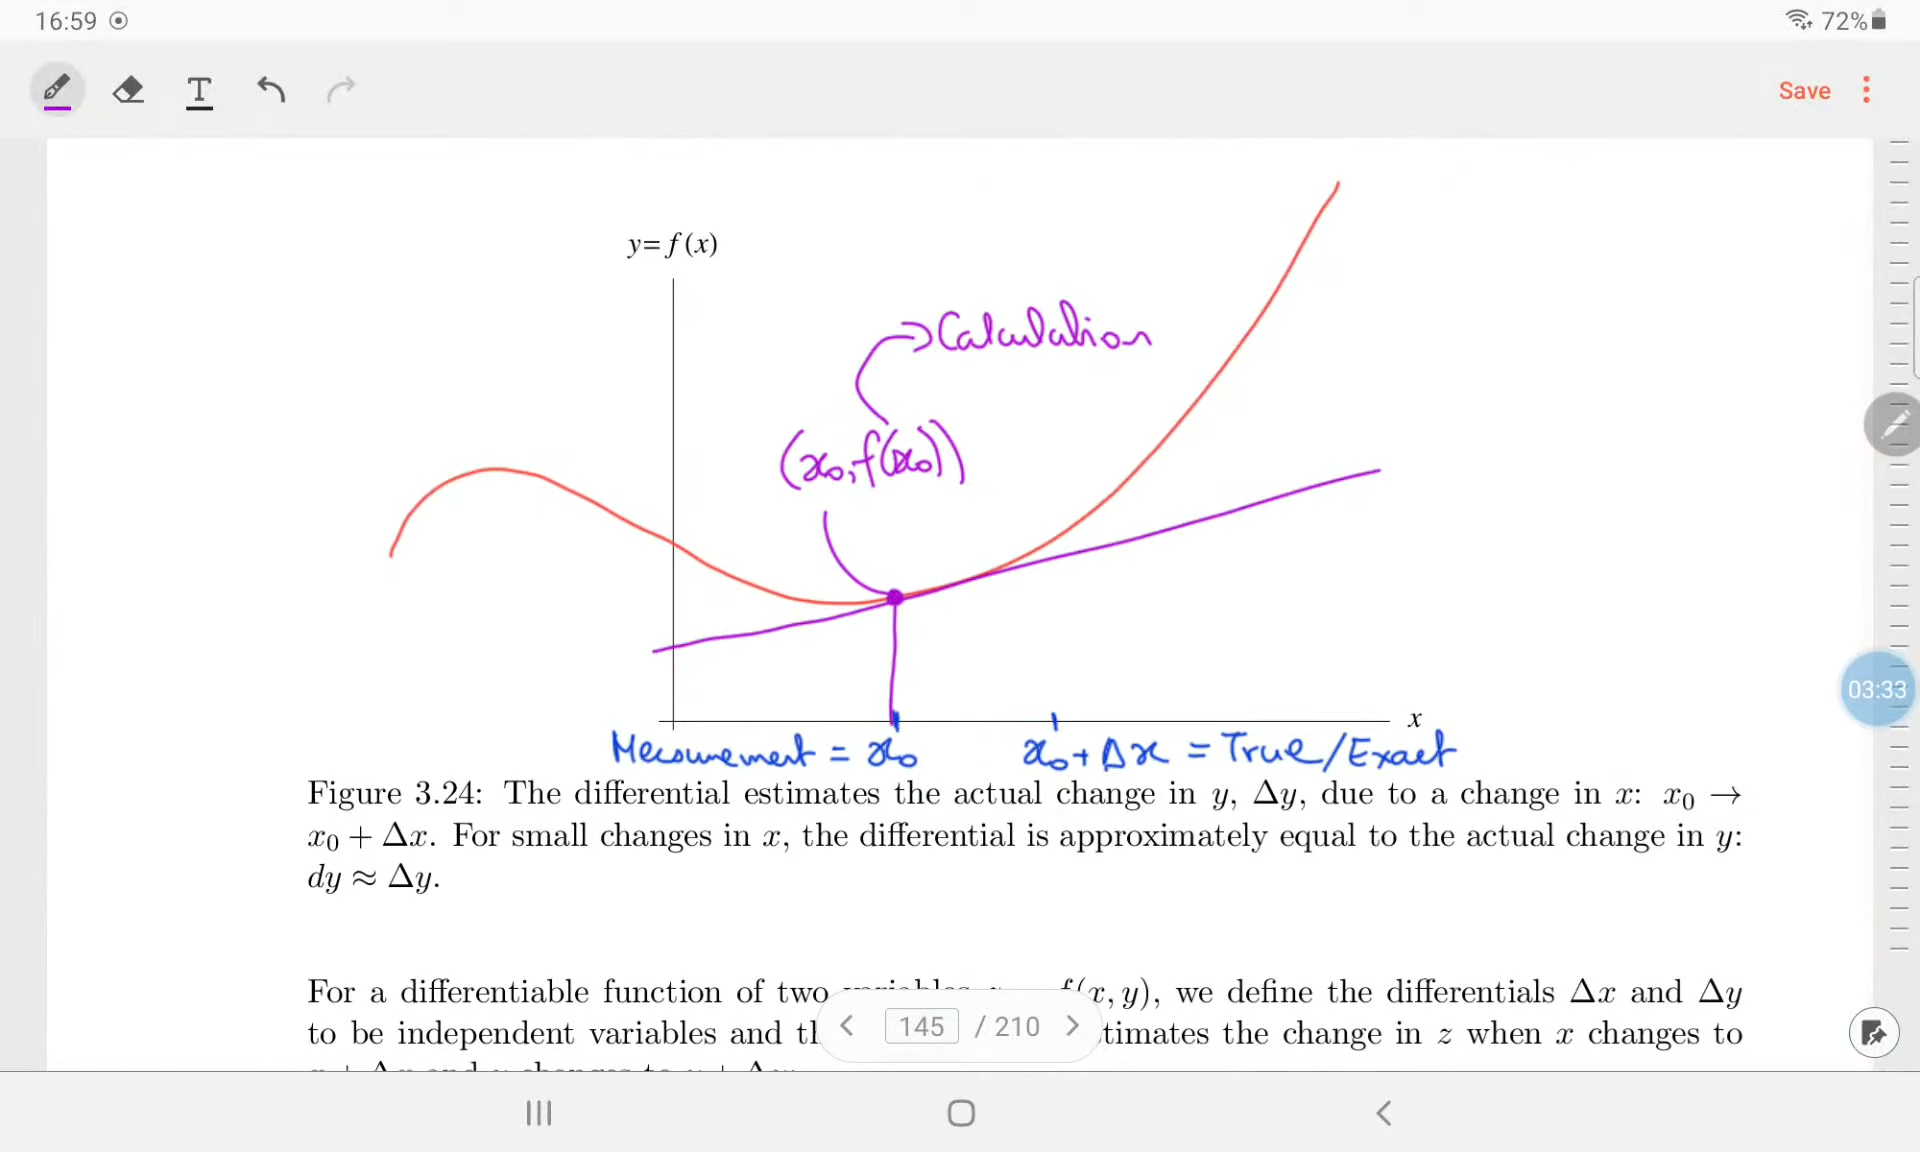 16:59
72%
T
Save
y=f(x)
Calculation
(x₀,f(x₀))
03:33
x
Measurement = x₀
x₀+Δx = True/Exact
Figure 3.24: The differential estimates the actual change in y, Δy, due to a change in x: x₀ →
x₀ + Δx. For small changes in x, the differential is approximately equal to the actual change in y:
dy ≈ Δy.
For a differentiable function of two f(x, y), we define the differentials Δx and Δy
to be independent variables and timates the change in z when x changes to
145 / 210